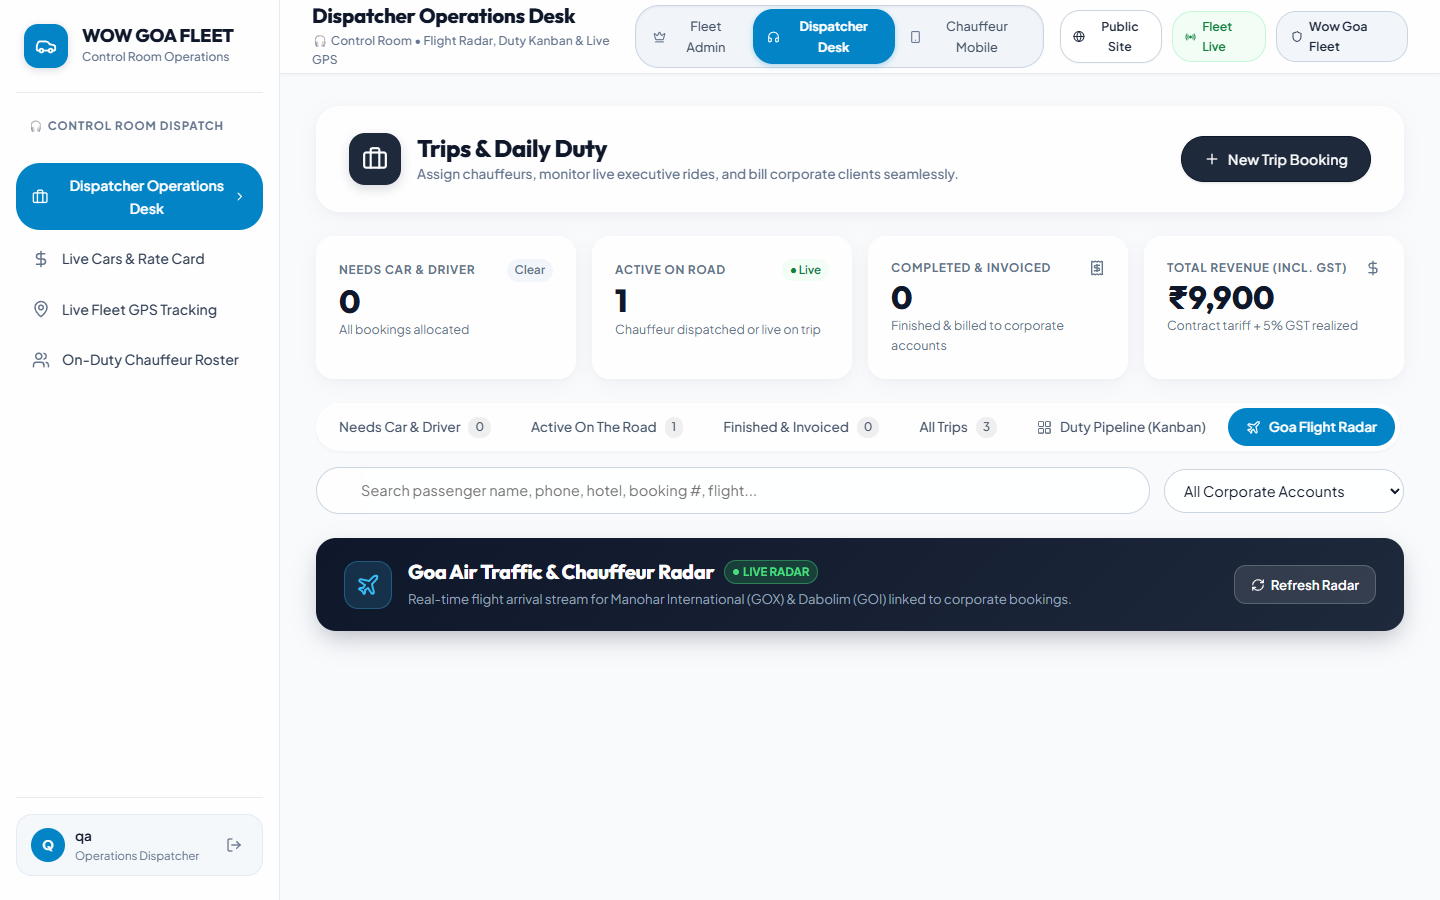 WOW GOA FLEET
Control Room Operations
🎧 CONTROL ROOM DISPATCH
Dispatcher Operations
Desk
Live Cars & Rate Card
Live Fleet GPS Tracking
On-Duty Chauffeur Roster
Q
qa
Operations Dispatcher
Dispatcher Operations Desk
🎧 Control Room • Flight Radar, Duty Kanban & Live
GPS
Fleet
Admin
Dispatcher
Desk
Chauffeur
Mobile
Public
Site
Fleet
Live
Wow Goa
Fleet
Trips & Daily Duty
Assign chauffeurs, monitor live executive rides, and bill corporate clients seamlessly.
+ New Trip Booking
NEEDS CAR & DRIVER
Clear
0
All bookings allocated
ACTIVE ON ROAD
● Live
1
Chauffeur dispatched or live on trip
COMPLETED & INVOICED
0
Finished & billed to corporate
accounts
TOTAL REVENUE (INCL. GST)
₹9,900
Contract tariff + 5% GST realized
Needs Car & Driver 0
Active On The Road 1
Finished & Invoiced 0
All Trips 3
Duty Pipeline (Kanban)
Goa Flight Radar
Search passenger name, phone, hotel, booking #, flight...
All Corporate Accounts
Goa Air Traffic & Chauffeur Radar
● LIVE RADAR
Real-time flight arrival stream for Manohar International (GOX) & Dabolim (GOI) linked to corporate bookings.
Refresh Radar